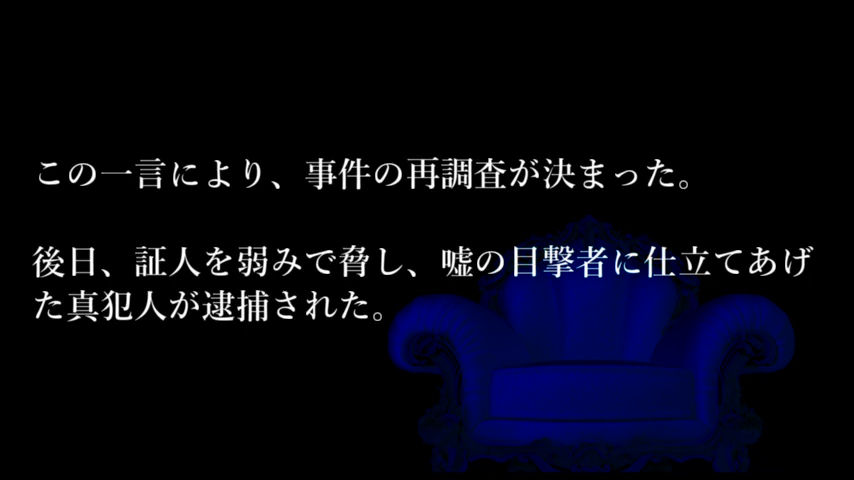 この一言により、事件の再調査が決まった。
後日、証人を弱みで脅し、嘘の目撃者に仕立てあげ
た真犯人が逮捕された。